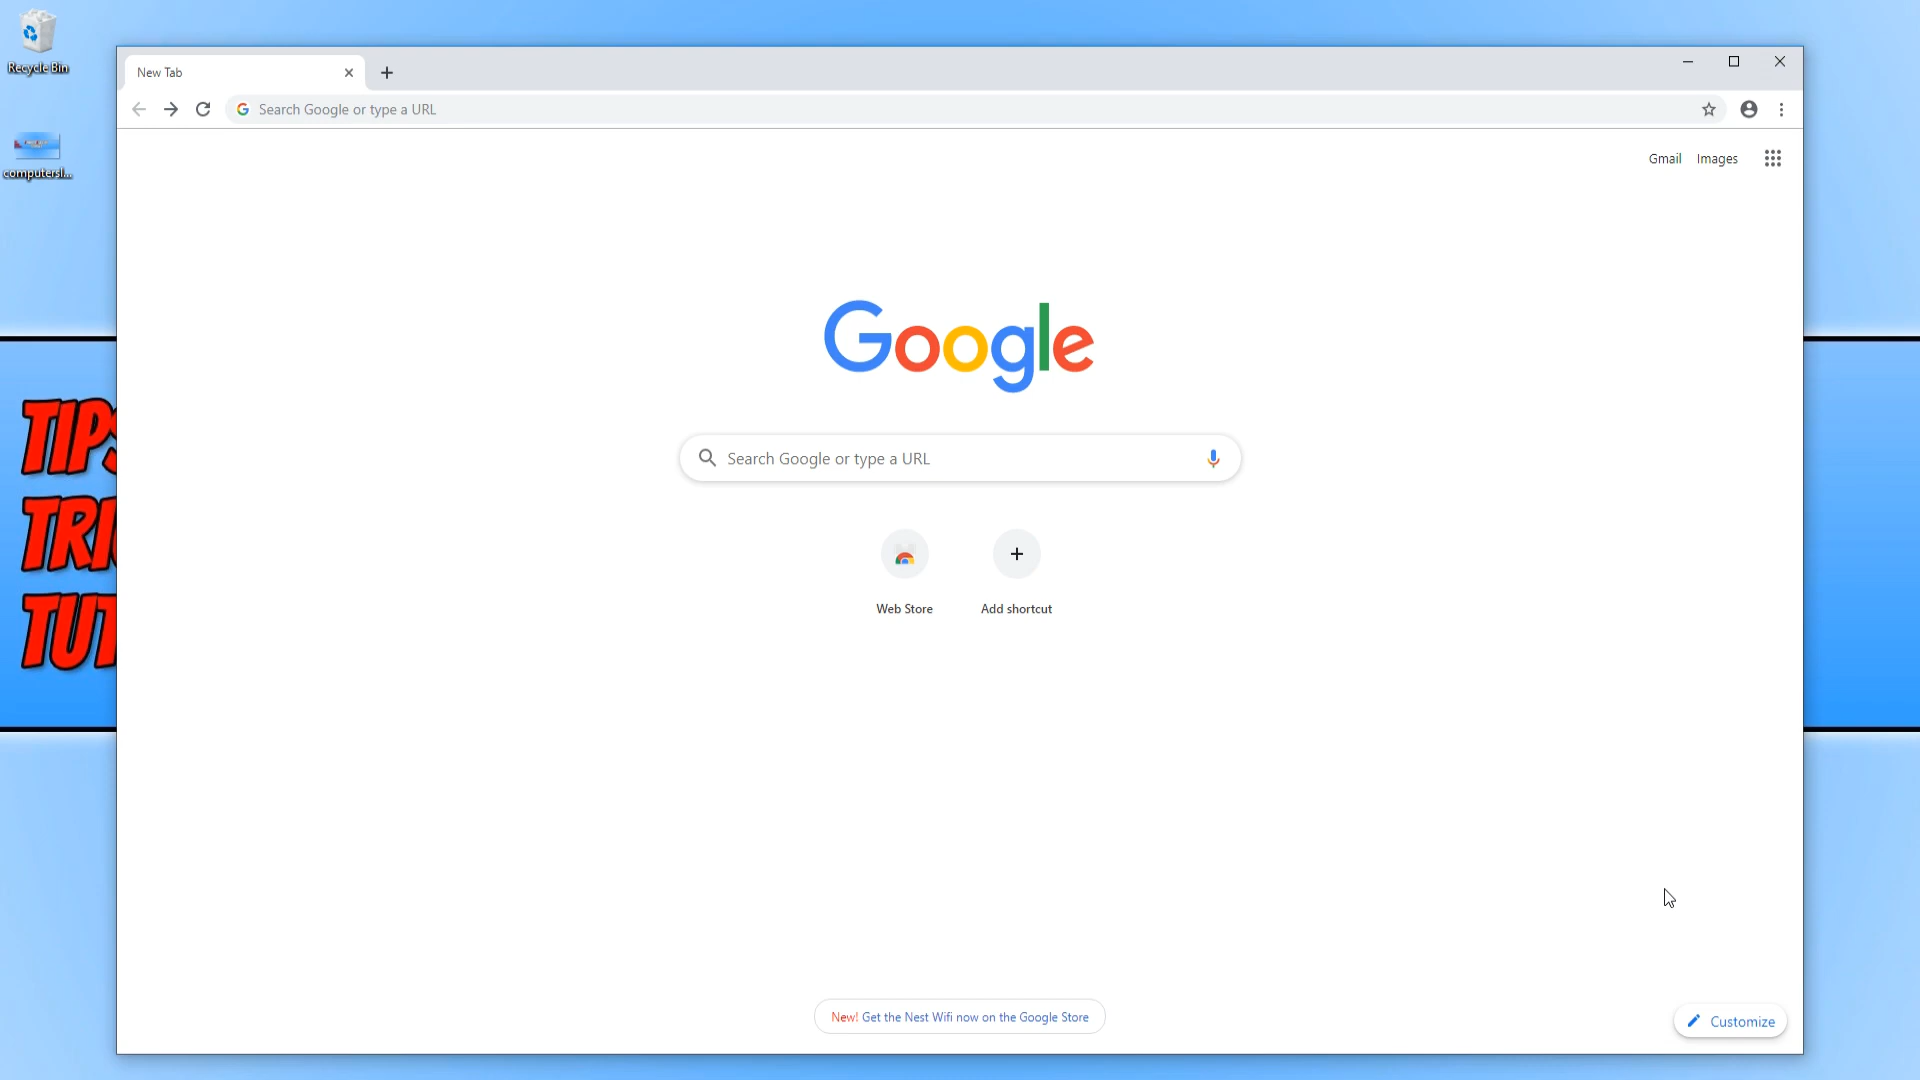 Recycle Bin
computersl...
New Tab
Search Google or type a URL
Gmail Images
Google
Search Google or type a URL
Web Store
Add shortcut
New! Get the Nest Wifi now on the Google Store
Customize
TIPS
TRI
TUT